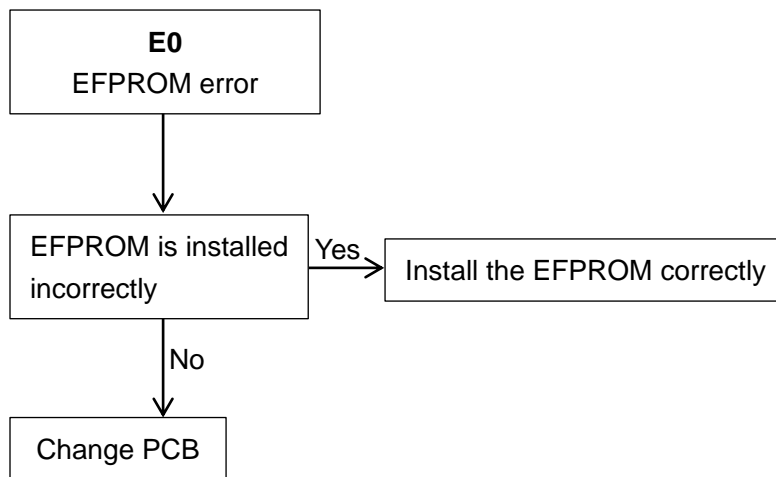 E0
EFPROM error
EFPROM is installed
incorrectly
Yes
Install the EFPROM correctly
No
Change PCB